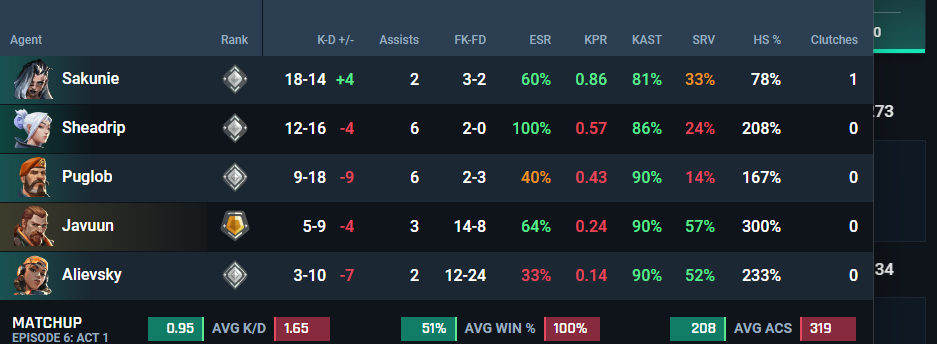 Agent Rank K-D +/- Assists FK-FD ESR KPR KAST SRV HS % Clutches
0
Sakunie 18-14 +4 2 3-2 60% 0.86 81% 33% 78% 1
273
Sheadrip 12-16 -4 6 2-0 100% 0.57 86% 24% 208% 0
Puglob 9-18 -9 6 2-3 40% 0.43 90% 14% 167% 0
Javuun 5-9 -4 3 14-8 64% 0.24 90% 57% 300% 0
Alievsky 3-10 -7 2 12-24 33% 0.14 90% 52% 233% 0
34
MATCHUP 0.95 AVG K/D 1.65 51% AVG WIN % 100% 208 AVG ACS 319
EPISODE 6: ACT 1